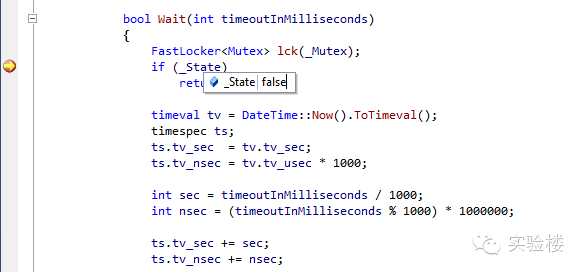 bool Wait(int timeoutInMilliseconds)
{
FastLocker<Mutex> lck(_Mutex);
if (_State)
retu
_State false
timeval tv = DateTime::Now().ToTimeval();
timespec ts;
ts.tv_sec  = tv.tv_sec;
ts.tv_nsec = tv.tv_usec * 1000;
int sec = timeoutInMilliseconds / 1000;
int nsec = (timeoutInMilliseconds % 1000) * 1000000;
ts.tv_sec += sec;
ts.tv_nsec += nsec;
实验楼